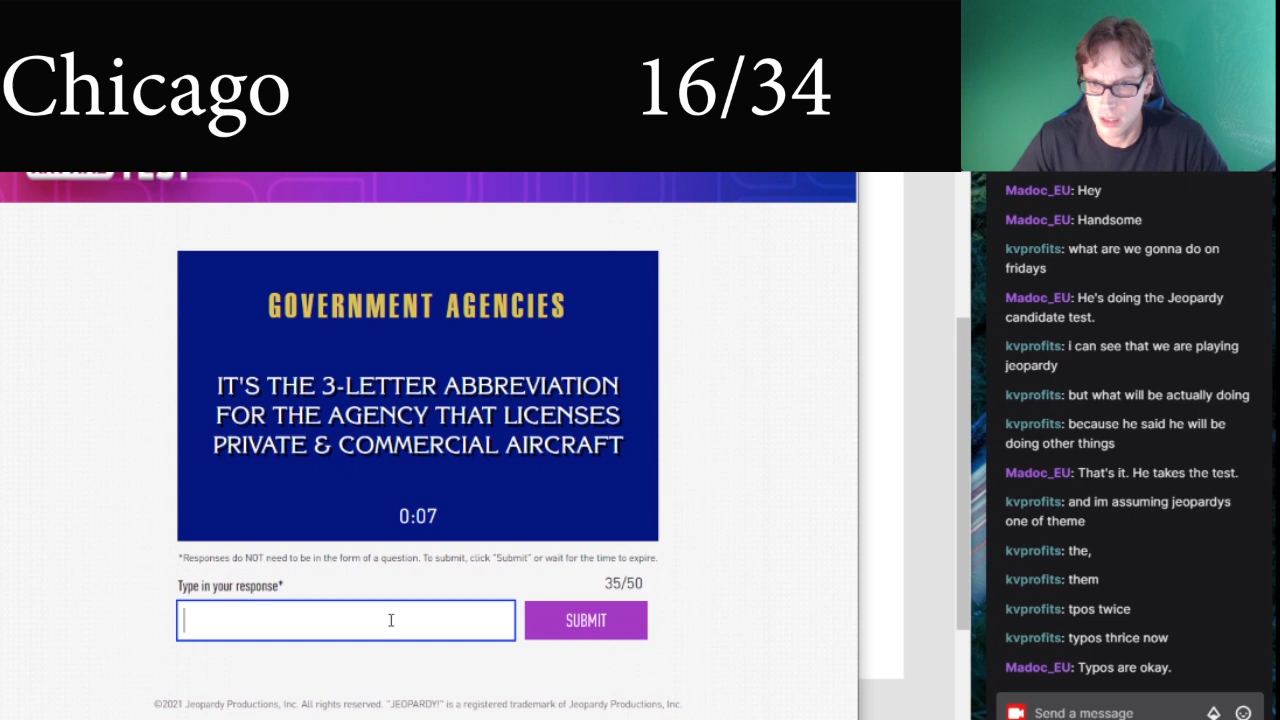 Chicago
16/34
TEST
GOVERNMENT AGENCIES
IT'S THE 3-LETTER ABBREVIATION
FOR THE AGENCY THAT LICENSES
PRIVATE & COMMERCIAL AIRCRAFT
0:07
*Responses do NOT need to be in the form of a question. To submit, click "Submit" or wait for the time to expire.
Type in your response*
35/50
SUBMIT
©2021 Jeopardy Productions, Inc. All rights reserved. "JEOPARDY!" is a registered trademark of Jeopardy Productions, Inc.
Madoc_EU: Hey
Madoc_EU: Handsome
kvprofits: what are we gonna do on
fridays
Madoc_EU: He's doing the Jeopardy
candidate test.
kvprofits: i can see that we are playing
jeopardy
kvprofits: but what will be actually doing
kvprofits: because he said he will be
doing other things
Madoc_EU: That's it. He takes the test.
kvprofits: and im assuming jeopardys
one of theme
kvprofits: the,
kvprofits: them
kvprofits: tpos twice
kvprofits: typos thrice now
Madoc_EU: Typos are okay.
Send a message